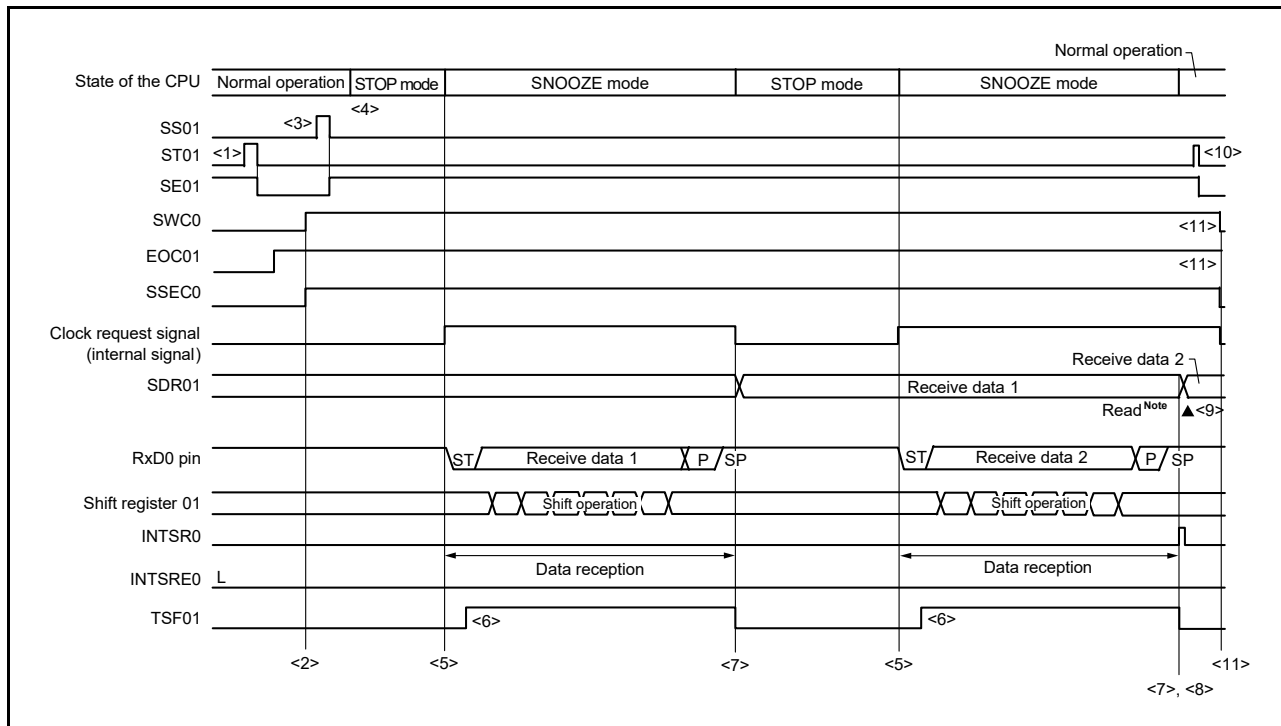 Normal operation
State of the CPU
Normal operation
STOP mode
SNOOZE mode
STOP mode
SNOOZE mode
<4>
SS01
<3>
ST01
<1>
<10>
SE01
SWC0
<11>
EOC01
<11>
SSEC0
Clock request signal
(internal signal)
Receive data 2
SDR01
Receive data 1
Read Note
▲<9>
RxD0 pin
ST
Receive data 1
P
SP
ST
Receive data 2
P
SP
Shift register 01
Shift operation
Shift operation
INTSR0
Data reception
Data reception
INTSRE0
L
TSF01
<6>
<6>
<2>
<5>
<7>
<5>
<11>
<7>, <8>